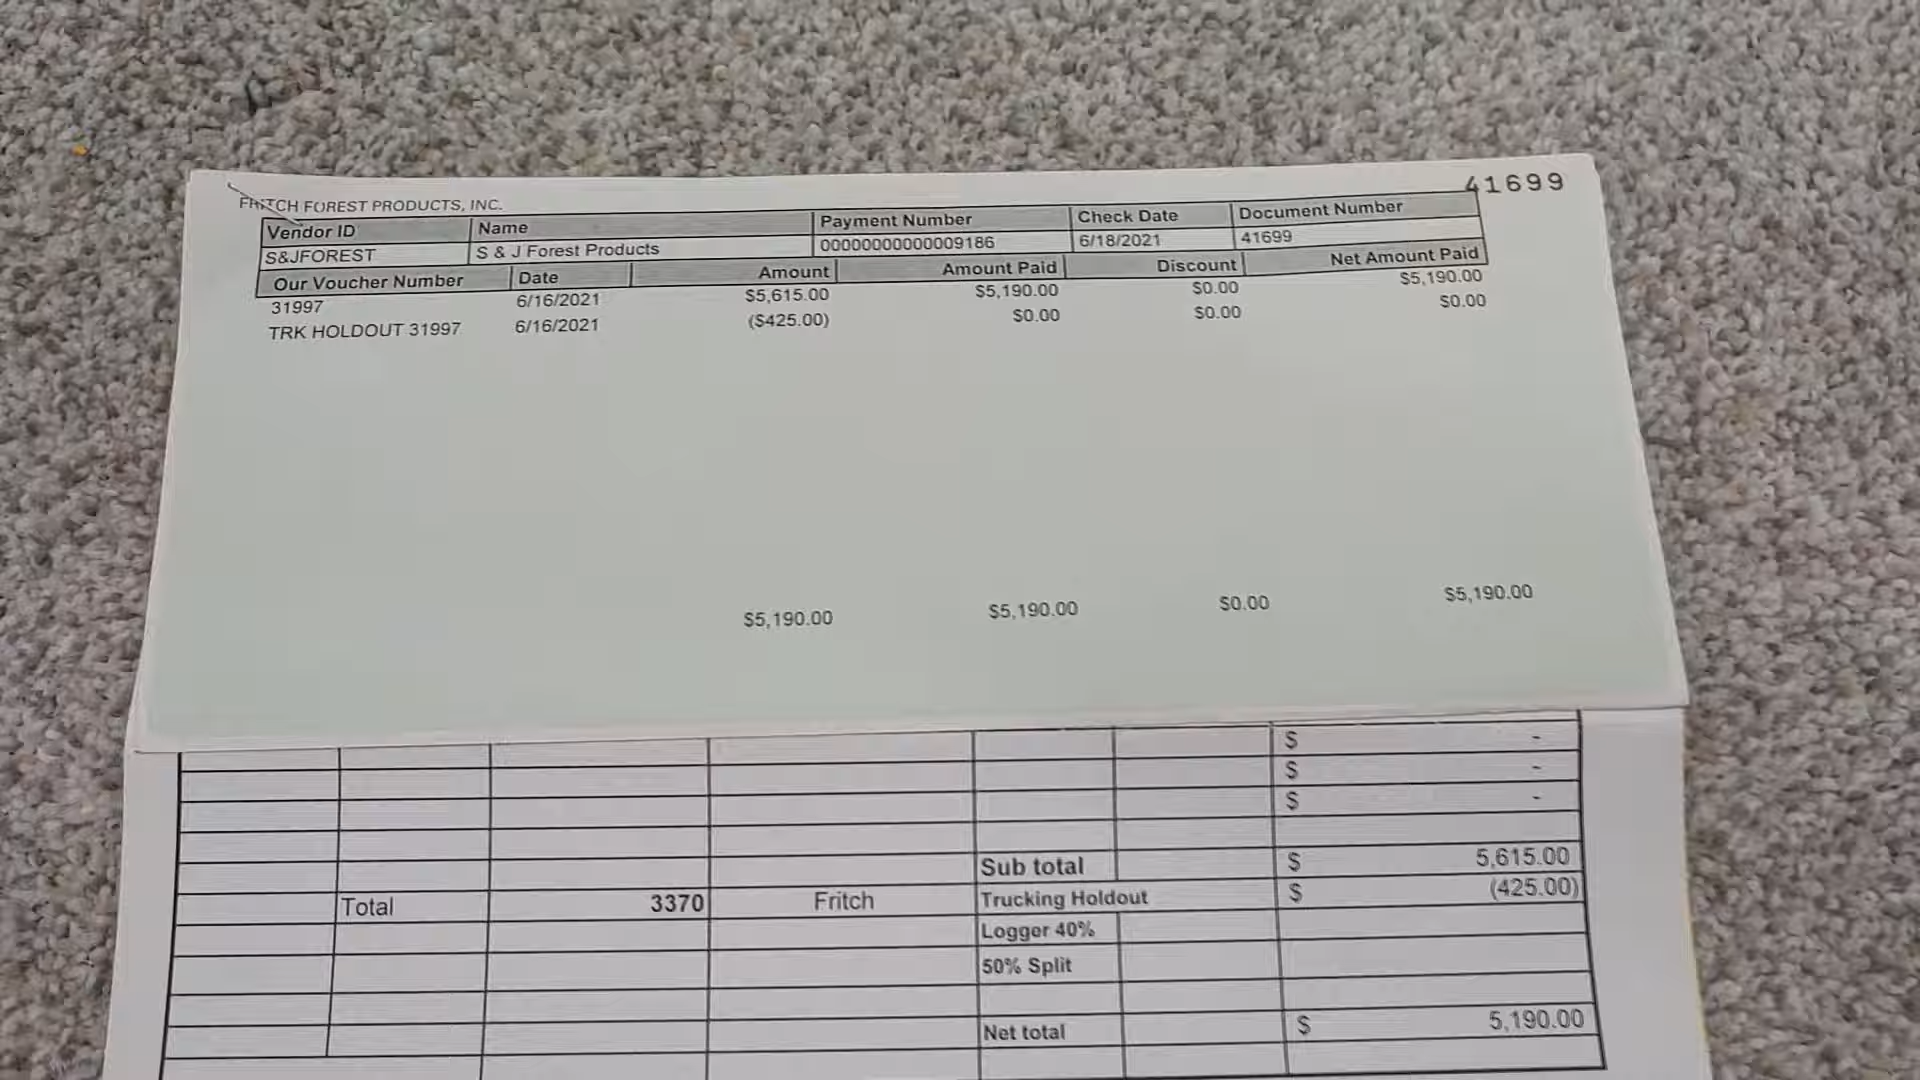 FRITCH FOREST PRODUCTS, INC. 41699
Vendor ID Name Payment Number Check Date Document Number
S&JFOREST S & J Forest Products 00000000000009186 6/18/2021 41699
Our Voucher Number Date Amount Amount Paid Discount Net Amount Paid
31997 6/16/2021 $5,615.00 $5,190.00 $0.00 $5,190.00
TRK HOLDOUT 31997 6/16/2021 ($425.00) $0.00 $0.00 $0.00
$5,190.00 $5,190.00 $0.00 $5,190.00
$ -
$ -
$ -
Sub total $ 5,615.00
Total 3370 Fritch Trucking Holdout $ (425.00)
Logger 40%
50% Split
Net total $ 5,190.00